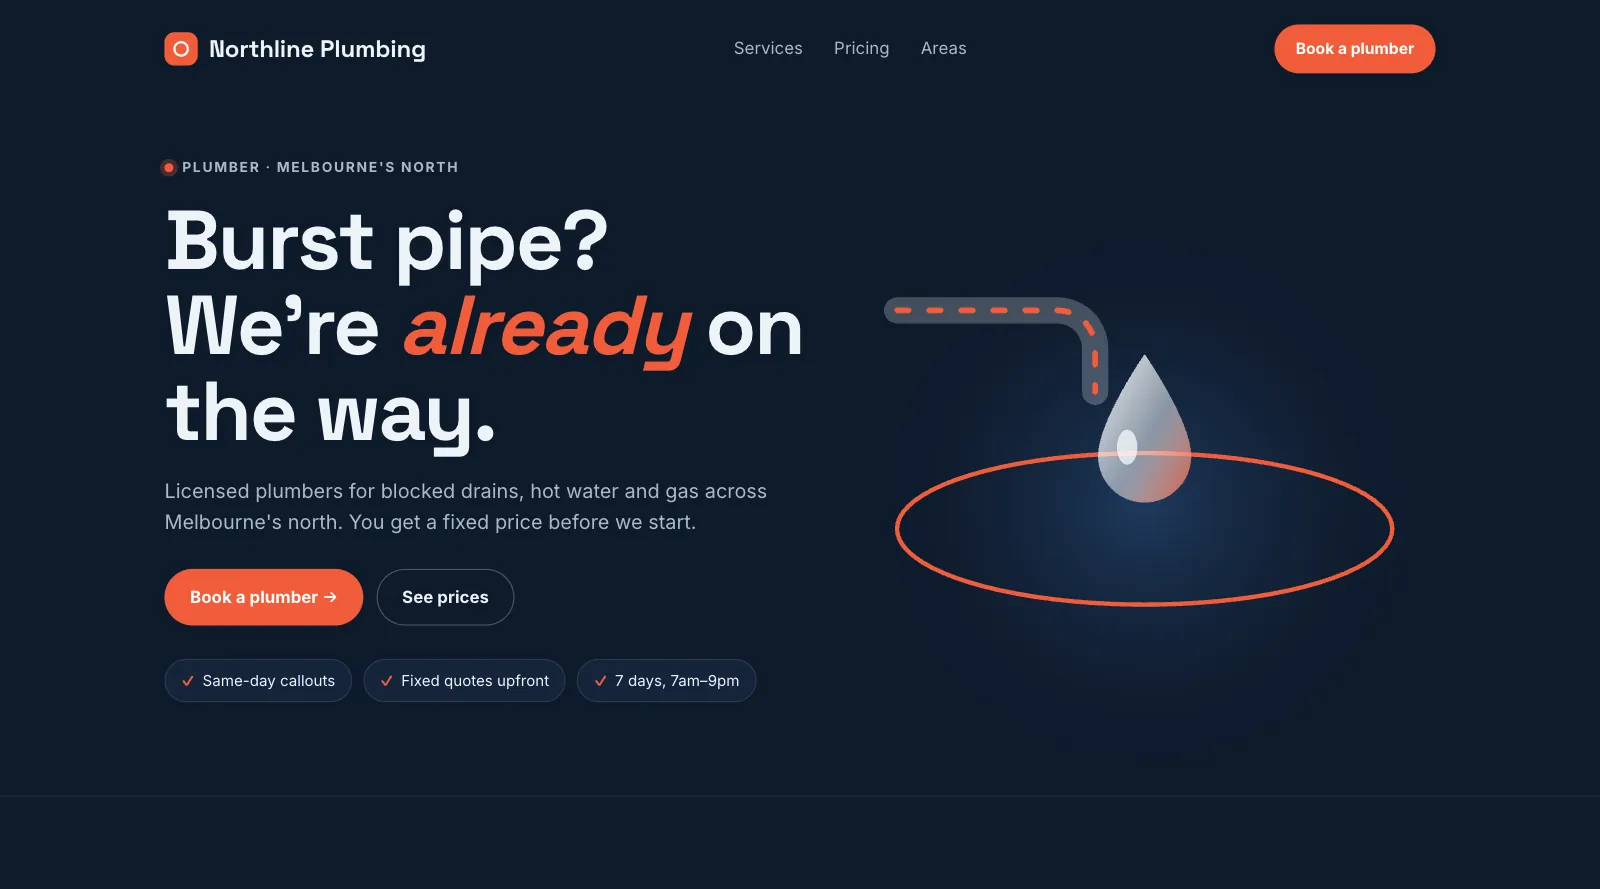 Northline Plumbing
Services
Pricing
Areas
Book a plumber
PLUMBER · MELBOURNE'S NORTH
Burst pipe?
We’re already on
the way.
Licensed plumbers for blocked drains, hot water and gas across
Melbourne's north. You get a fixed price before we start.
Book a plumber →
See prices
✓ Same-day callouts
✓ Fixed quotes upfront
✓ 7 days, 7am–9pm